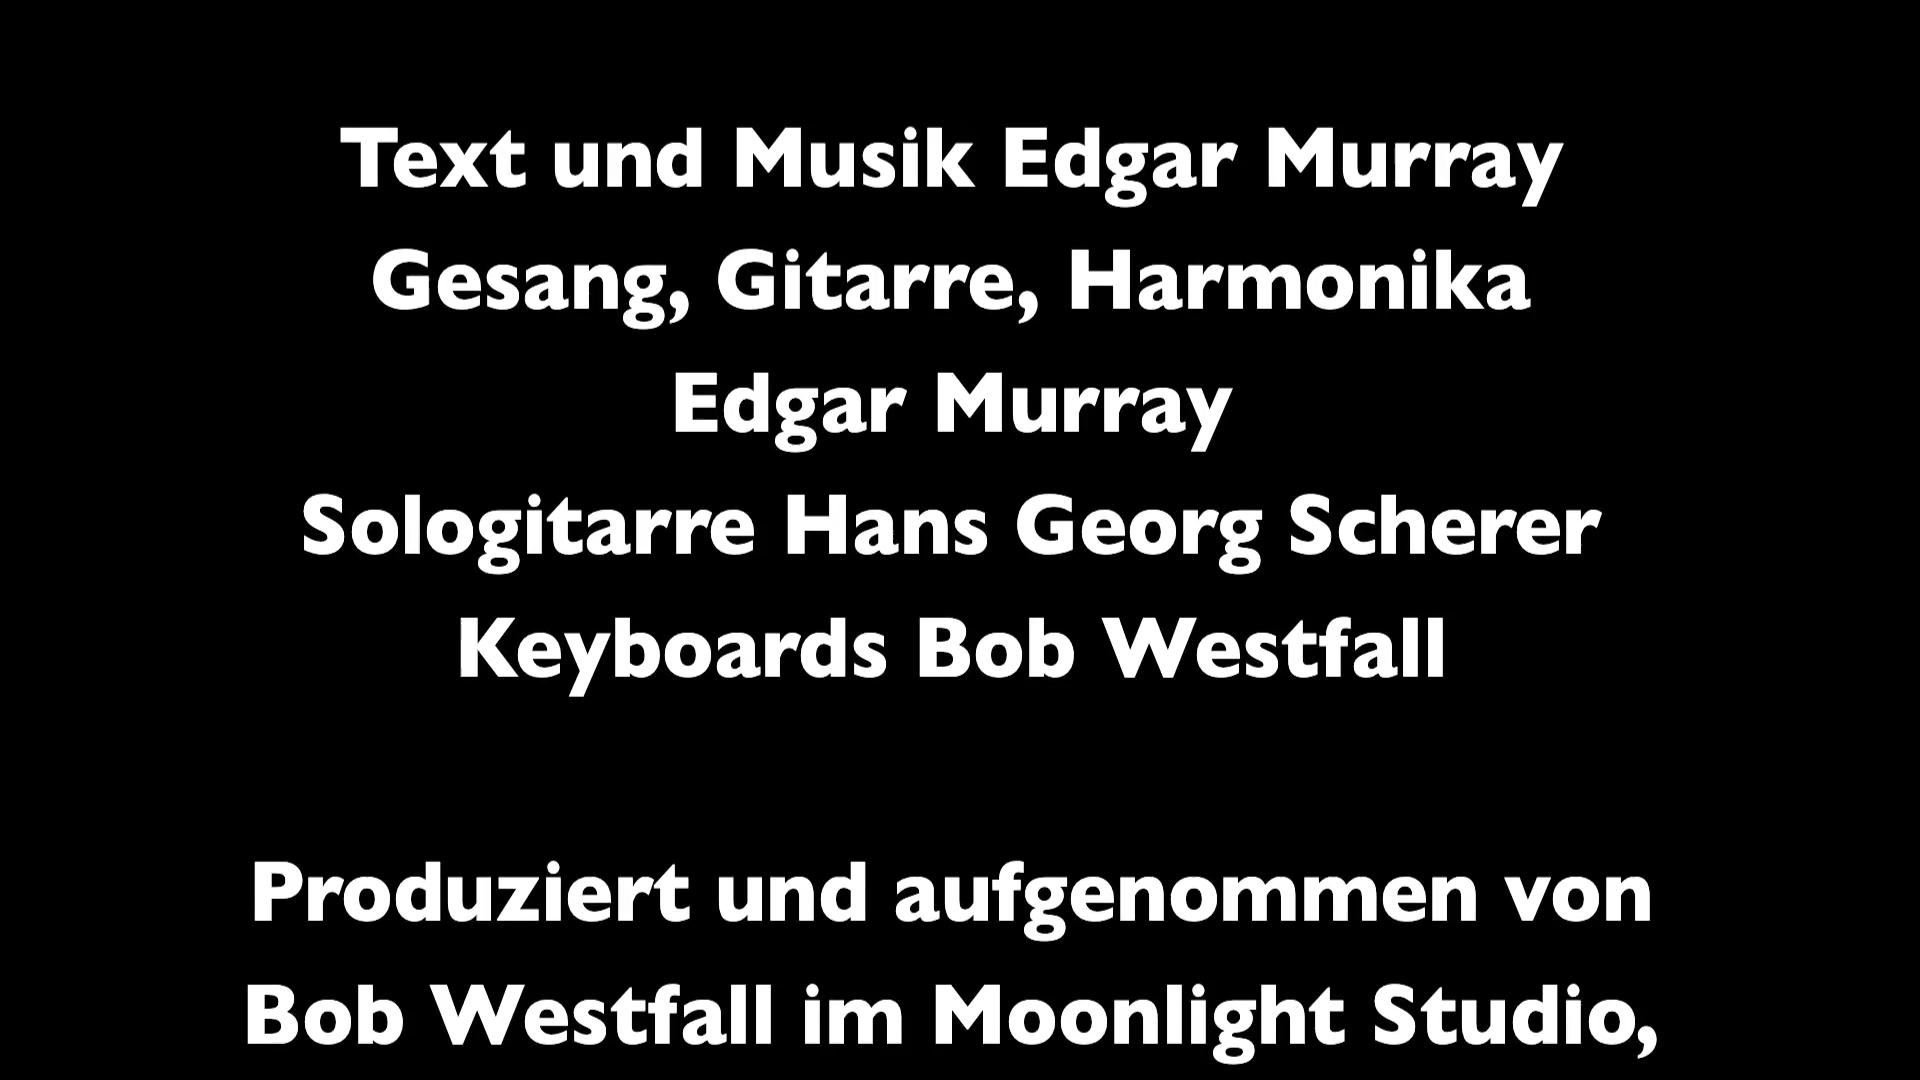 Text und Musik Edgar Murray
Gesang, Gitarre, Harmonika
Edgar Murray
Sologitarre Hans Georg Scherer
Keyboards Bob Westfall
Produziert und aufgenommen von
Bob Westfall im Moonlight Studio,